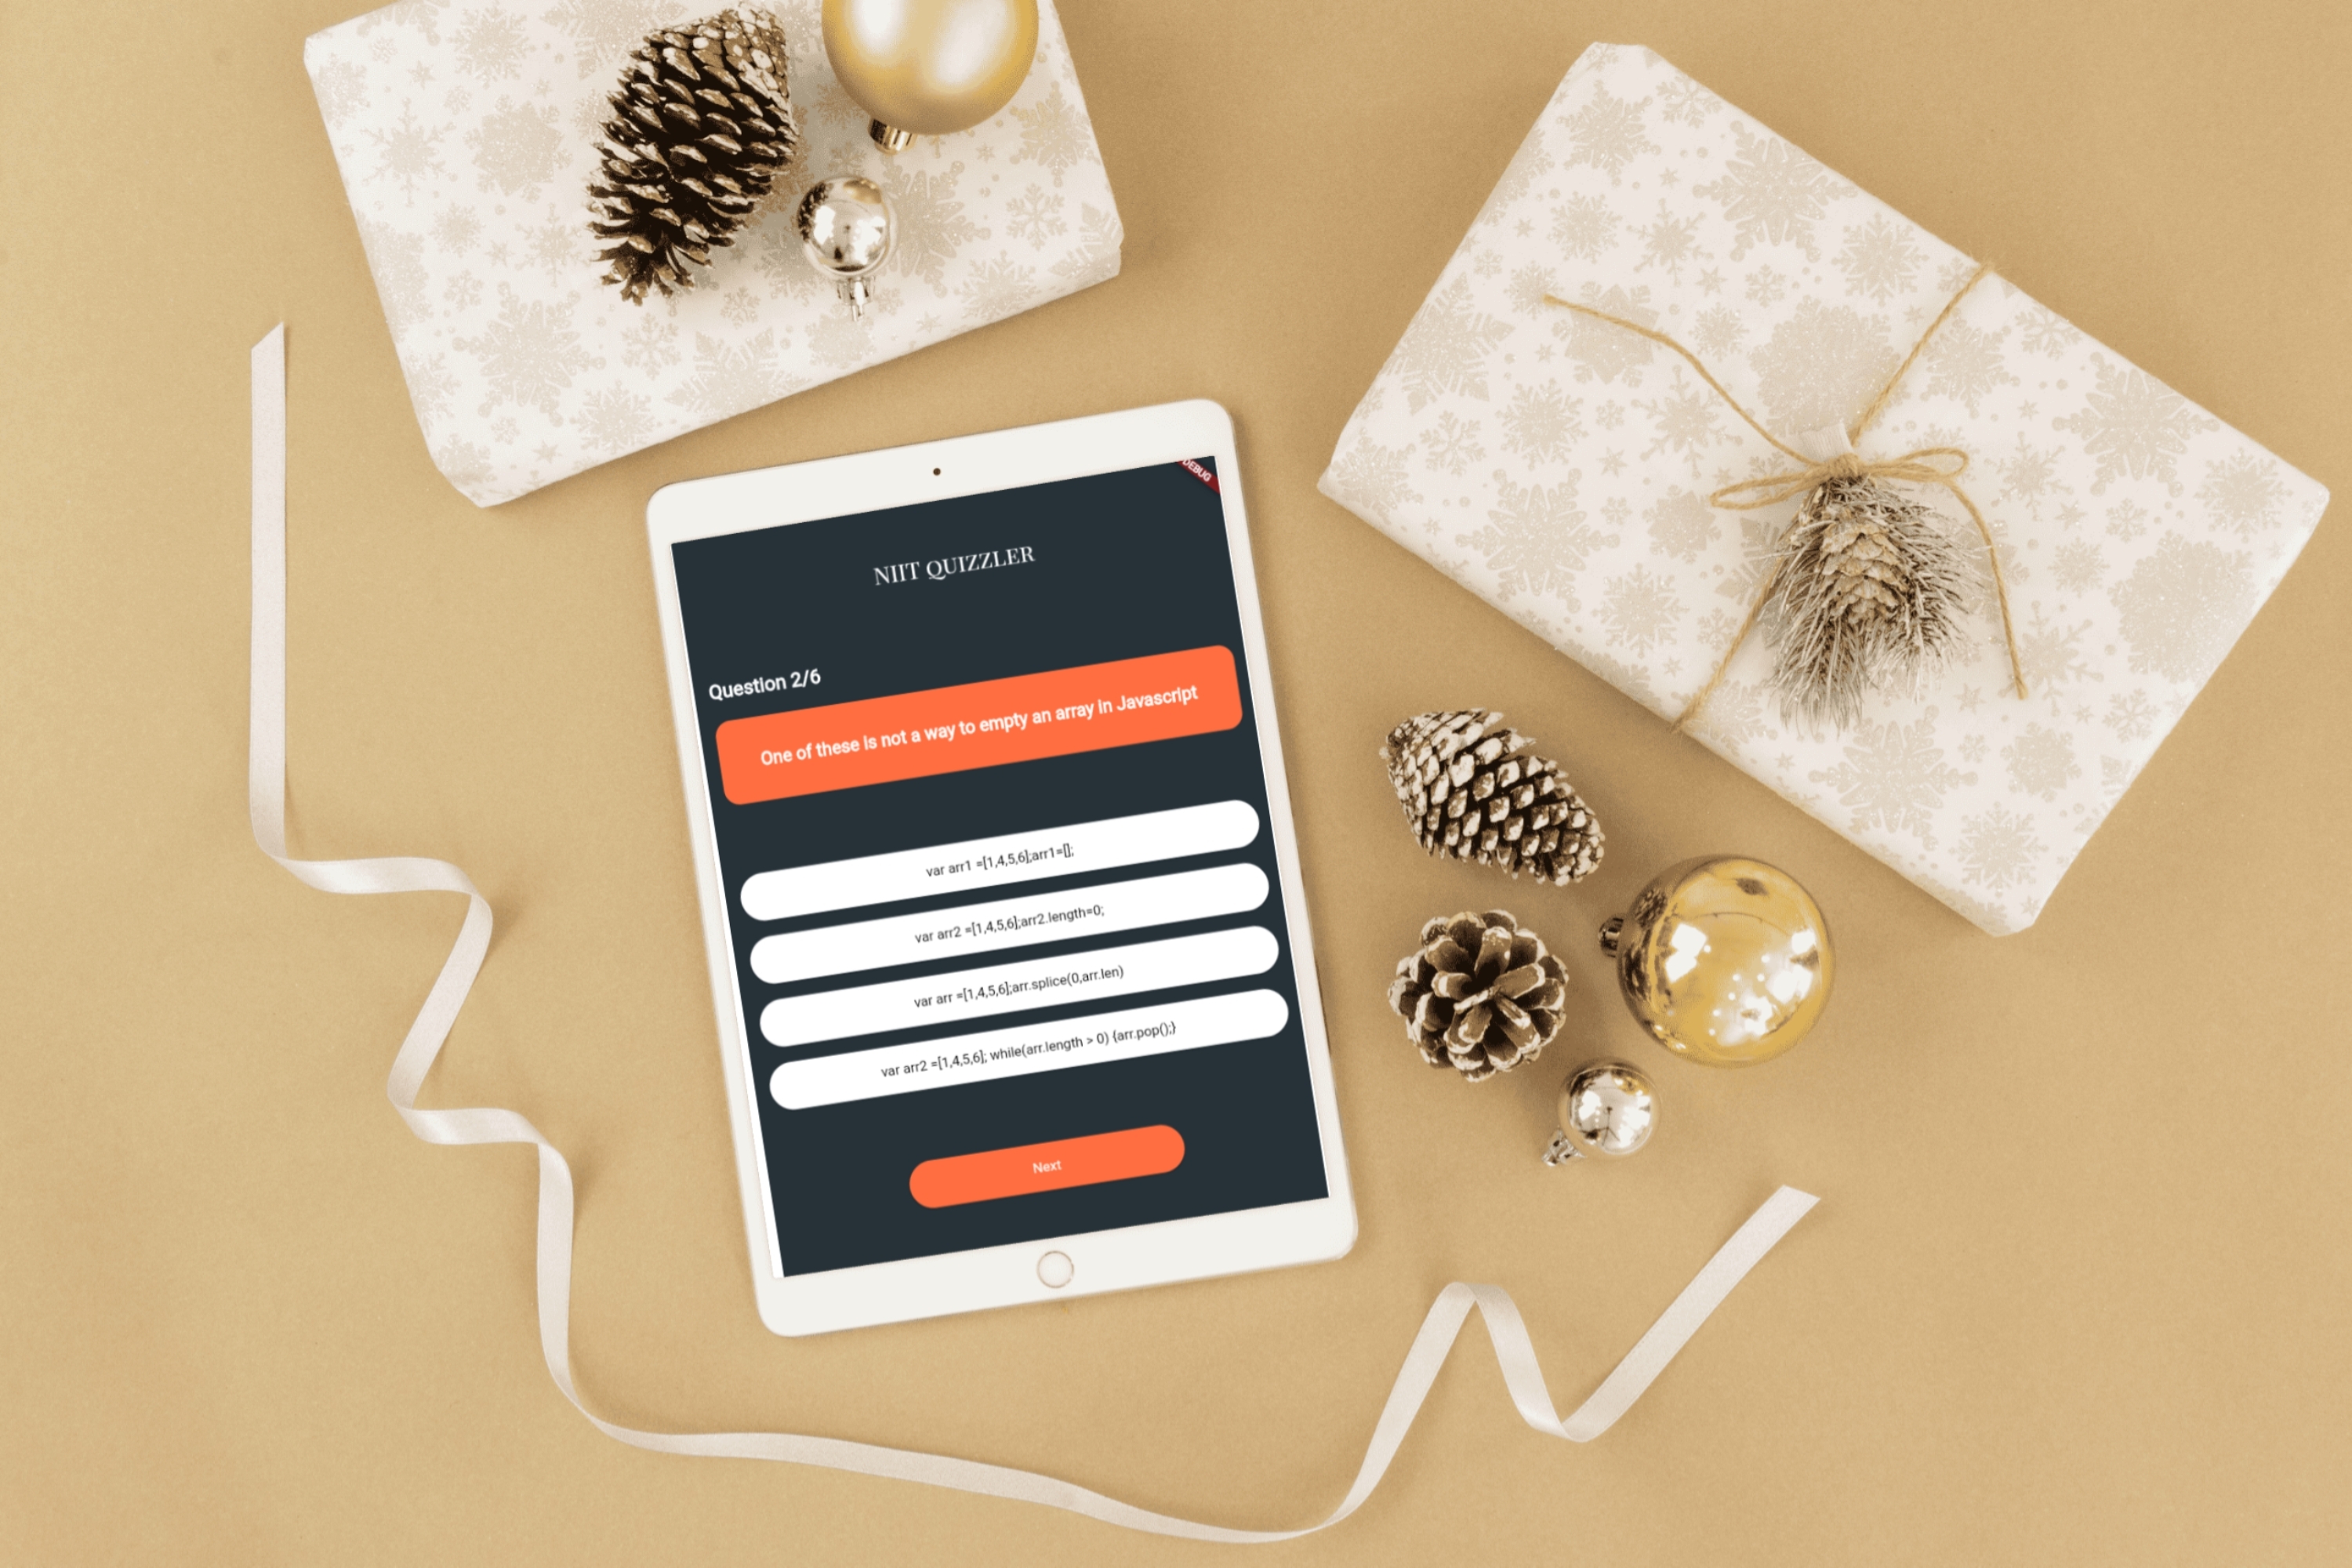 DEBUG
NIIT QUIZZLER
Question 2/6
One of these is not a way to empty an array in Javascript
var arr1 =[1,4,5,6];arr1=[];
var arr2 =[1,4,5,6];arr2.length=0;
var arr =[1,4,5,6];arr.splice(0,arr.len)
var arr2 =[1,4,5,6]; while(arr.length > 0) {arr.pop();}
Next